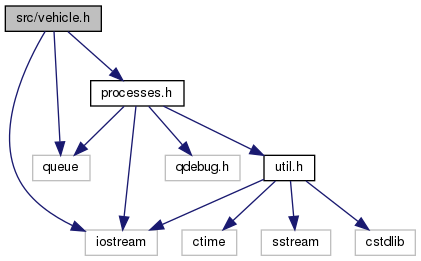 src/vehicle.h
processes.h
queue
qdebug.h
util.h
iostream
ctime
sstream
cstdlib